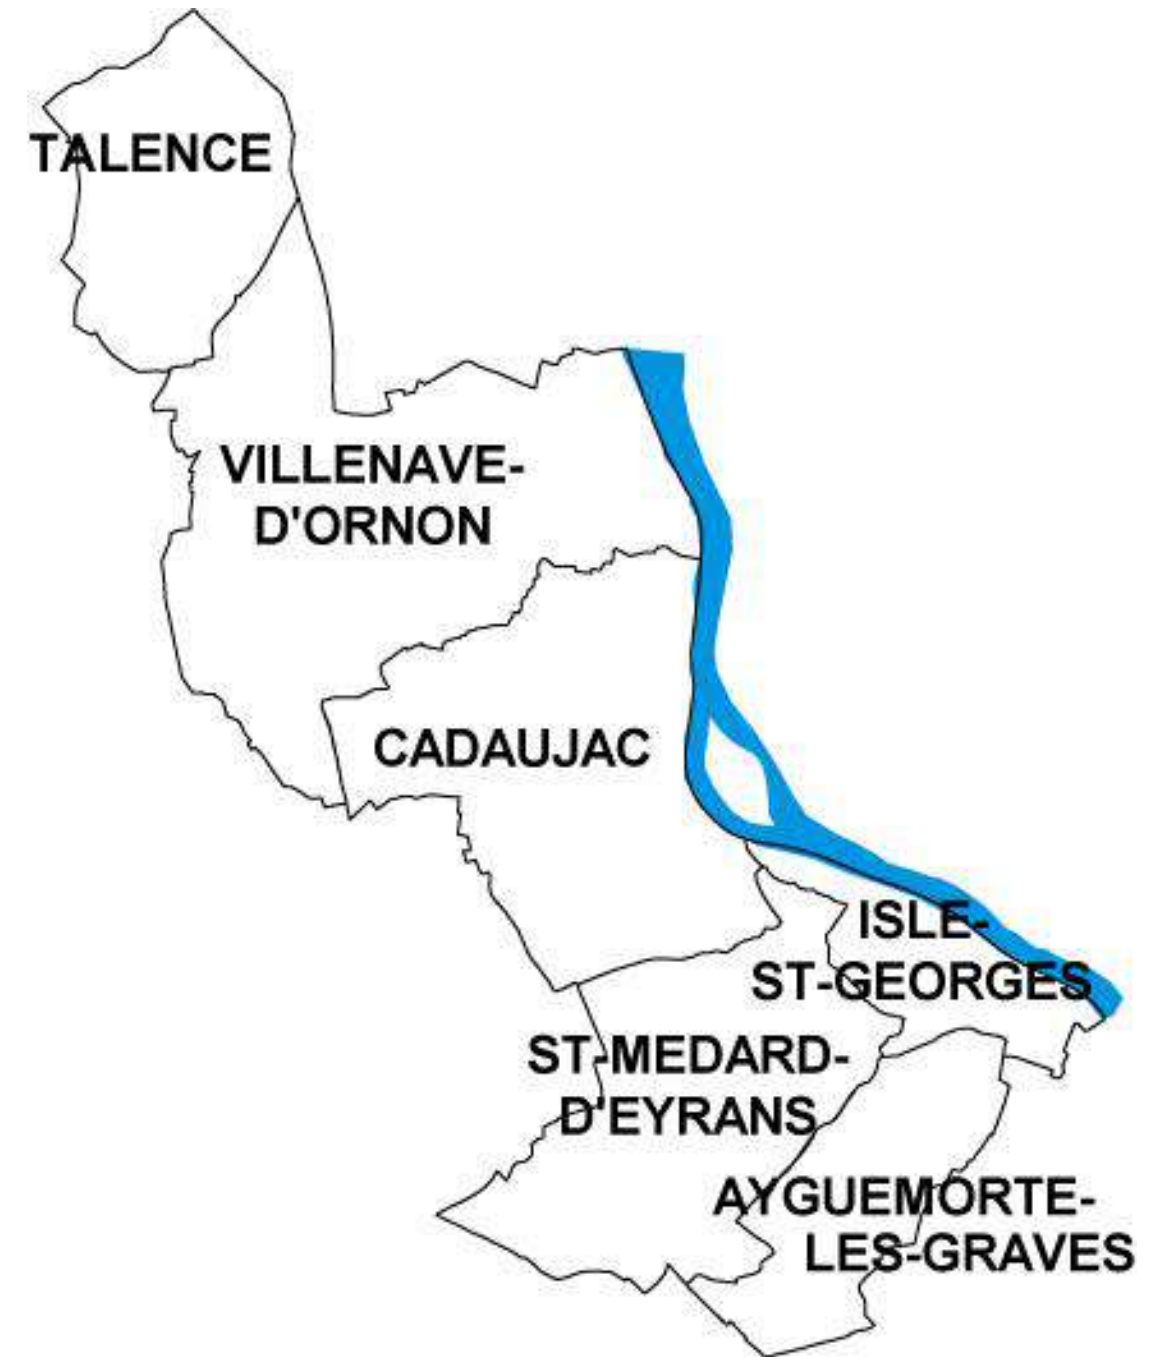 TALENCE
VILLENAVE-
D'ORNON
CADAUJAC
ISLE-
ST-GEORGES
ST-MEDARD-
D'EYRANS
AYGUEMORTE-
LES-GRAVES